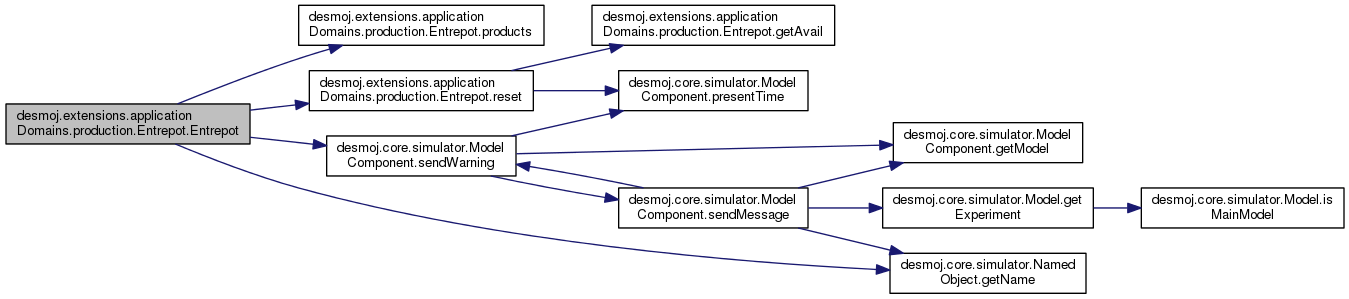 desmoj.extensions.application
Domains.production.Entrepot.Entrepot
desmoj.extensions.application
Domains.production.Entrepot.products
desmoj.extensions.application
Domains.production.Entrepot.reset
desmoj.core.simulator.Model
Component.sendWarning
desmoj.extensions.application
Domains.production.Entrepot.getAvail
desmoj.core.simulator.Model
Component.presentTime
desmoj.core.simulator.Model
Component.sendMessage
desmoj.core.simulator.Model
Component.getModel
desmoj.core.simulator.Model.get
Experiment
desmoj.core.simulator.Named
Object.getName
desmoj.core.simulator.Model.is
MainModel